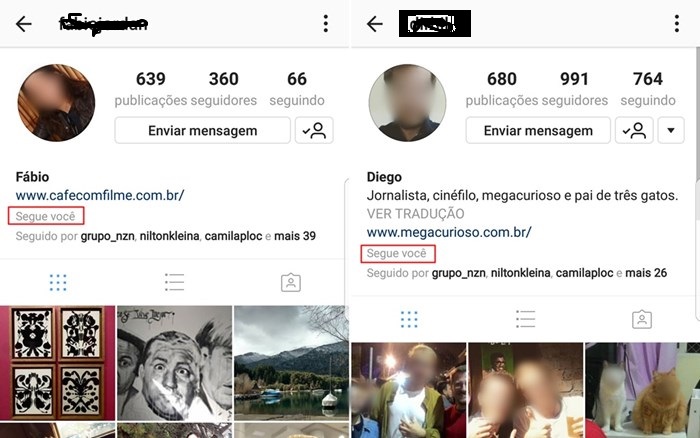 639
360
66
publicações
seguidores
seguindo
Enviar mensagem
Fábio
www.cafecomfilme.com.br/
Segue você
Seguido por grupo_nzn, niltonkleina, camilaploc e mais 39
680
991
764
publicações
seguidores
seguindo
Enviar mensagem
Diego
Jornalista, cinéfilo, megacurioso e pai de três gatos.
VER TRADUÇÃO
www.megacurioso.com.br/
Segue você
Seguido por grupo_nzn, niltonkleina, camilaploc e mais 26